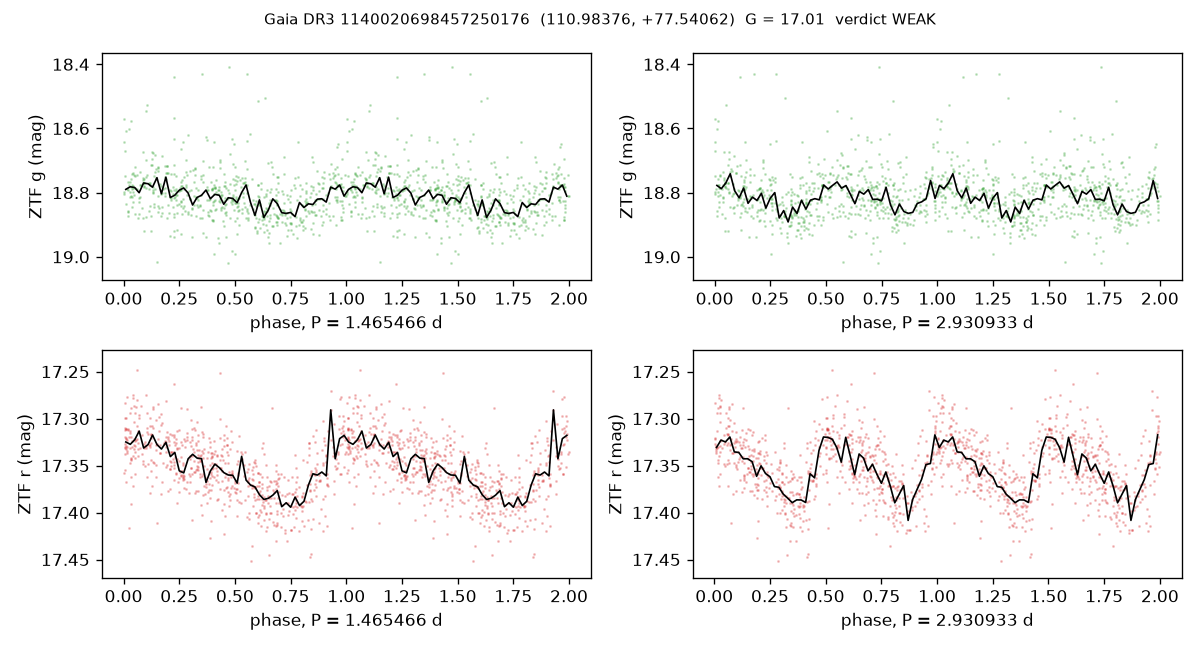 Gaia DR3 1140020698457250176 (110.98376, +77.54062) G = 17.01 verdict WEAK
ZTF g (mag)
18.4
18.6
18.8
19.0
0.00 0.25 0.50 0.75 1.00 1.25 1.50 1.75 2.00
phase, P = 1.465466 d
ZTF g (mag)
18.4
18.6
18.8
19.0
0.00 0.25 0.50 0.75 1.00 1.25 1.50 1.75 2.00
phase, P = 2.930933 d
ZTF r (mag)
17.25
17.30
17.35
17.40
17.45
0.00 0.25 0.50 0.75 1.00 1.25 1.50 1.75 2.00
phase, P = 1.465466 d
ZTF r (mag)
17.25
17.30
17.35
17.40
17.45
0.00 0.25 0.50 0.75 1.00 1.25 1.50 1.75 2.00
phase, P = 2.930933 d